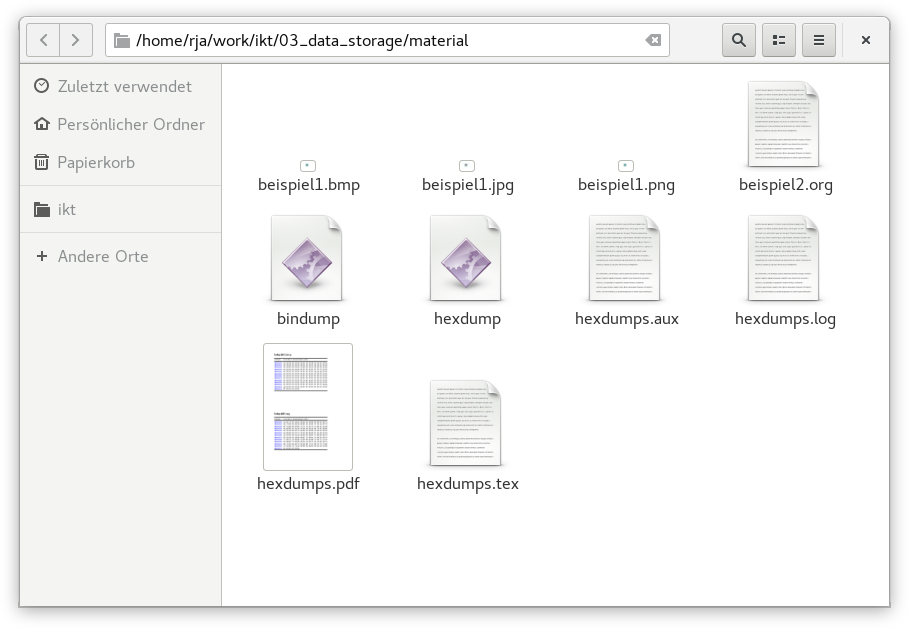 /home/rja/work/ikt/03_data_storage/material
Zuletzt verwendet
Persönlicher Ordner
Papierkorb
ikt
Andere Orte
beispiel1.bmp
beispiel1.jpg
beispiel1.png
beispiel2.org
bindump
hexdump
hexdumps.aux
hexdumps.log
hexdumps.pdf
hexdumps.tex